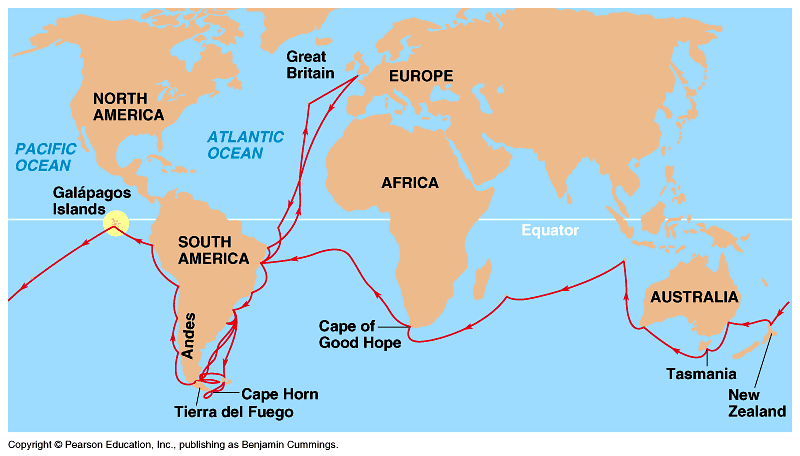 Great
Britain
EUROPE
NORTH
AMERICA
ATLANTIC
OCEAN
PACIFIC
OCEAN
AFRICA
Galápagos
Islands
Equator
SOUTH
AMERICA
AUSTRALIA
Andes
Cape of
Good Hope
Tasmania
Cape Horn
New
Zealand
Tierra del Fuego
Copyright © Pearson Education, Inc., publishing as Benjamin Cummings.